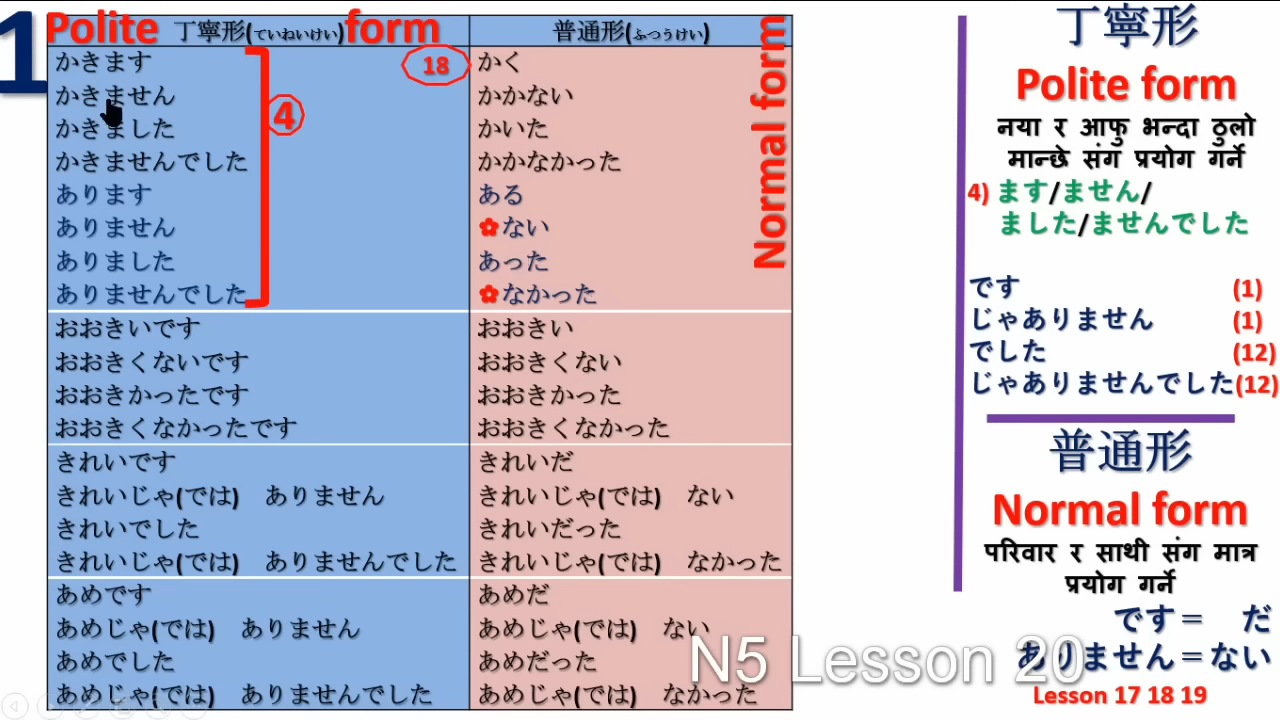 1
Polite 丁寧形(ていねいけい) form 普通形(ふつうけい)
かきます 18 かく
かきません かかない
かきました かいた
かきませんでした かかなかった
あります ある
ありません ✿ない
ありました あった
ありませんでした ✿なかった
4
Normal form
おおきいです おおきい
おおきくないです おおきくない
おおきかったです おおきかった
おおきくなかったです おおきくなかった
きれいです きれいだ
きれいじゃ(では) ありません きれいじゃ(では) ない
きれいでした きれいだった
きれいじゃ(では) ありませんでした きれいじゃ(では) なかった
あめです あめだ
あめじゃ(では) ありません あめじゃ(では) ない
あめでした あめだった
あめじゃ(では) ありませんでした あめじゃ(では) なかった
丁寧形
Polite form
नया र आफु भन्दा ठुलो
मान्छे संग प्रयोग गर्ने
4) ます/ません/
ました/ませんでした
です (1)
じゃありません (1)
でした (12)
じゃありませんでした(12)
普通形
Normal form
परिवार र साथी संग मात्र
प्रयोग गर्ने
です＝ だ
ありません＝ない
N5 Lesson 20
Lesson 17 18 19